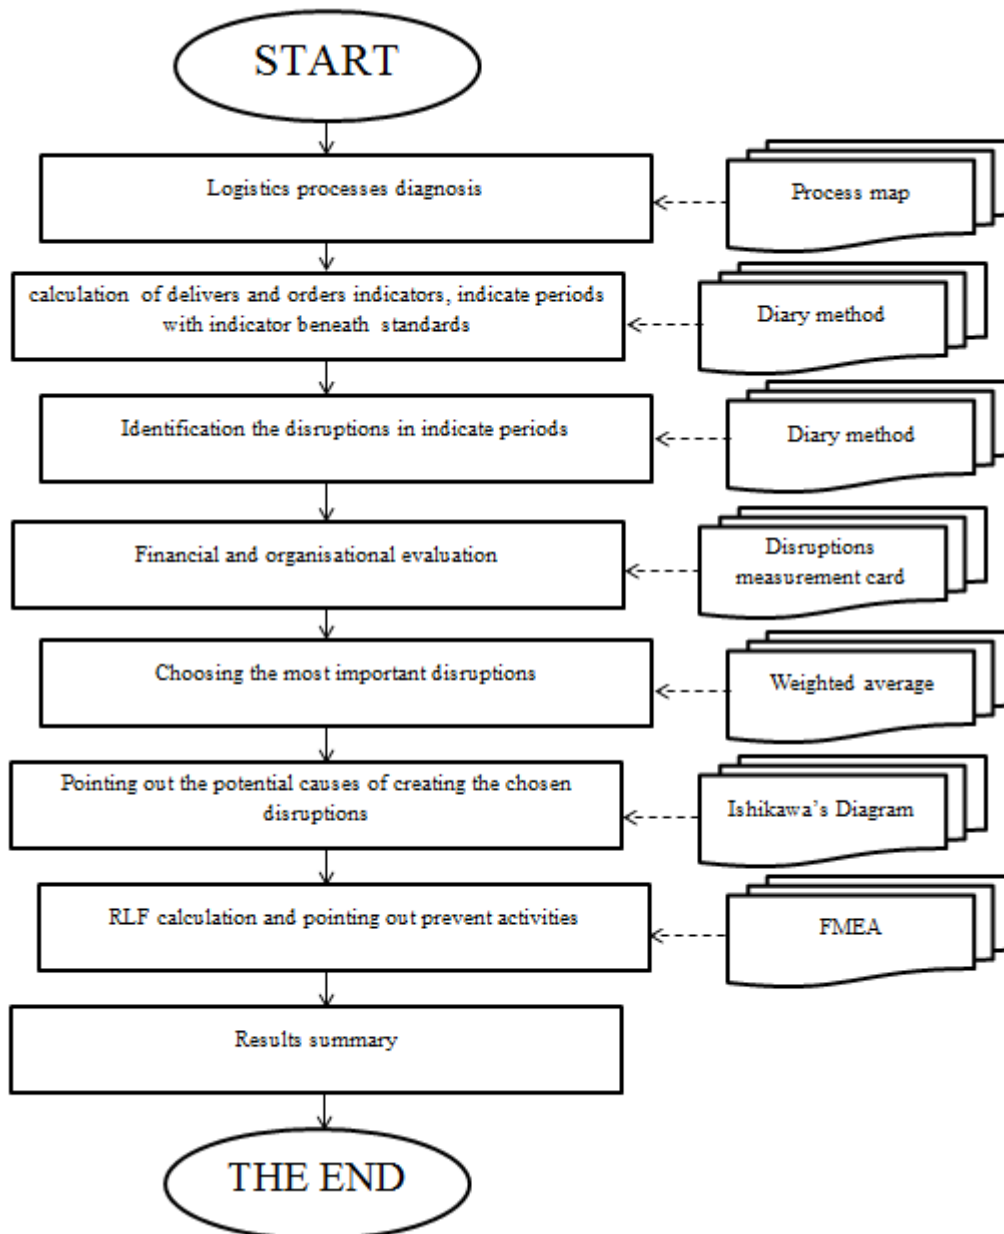 START
Logistics processes diagnosis
Process map
calculation of delivers and orders indicators, indicate periods
with indicator beneath standards
Diary method
Identification the disruptions in indicate periods
Diary method
Financial and organisational evaluation
Disruptions
measurement card
Choosing the most important disruptions
Weighted average
Pointing out the potential causes of creating the chosen
disruptions
Ishikawa's Diagram
RLF calculation and pointing out prevent activities
FMEA
Results summary
THE END